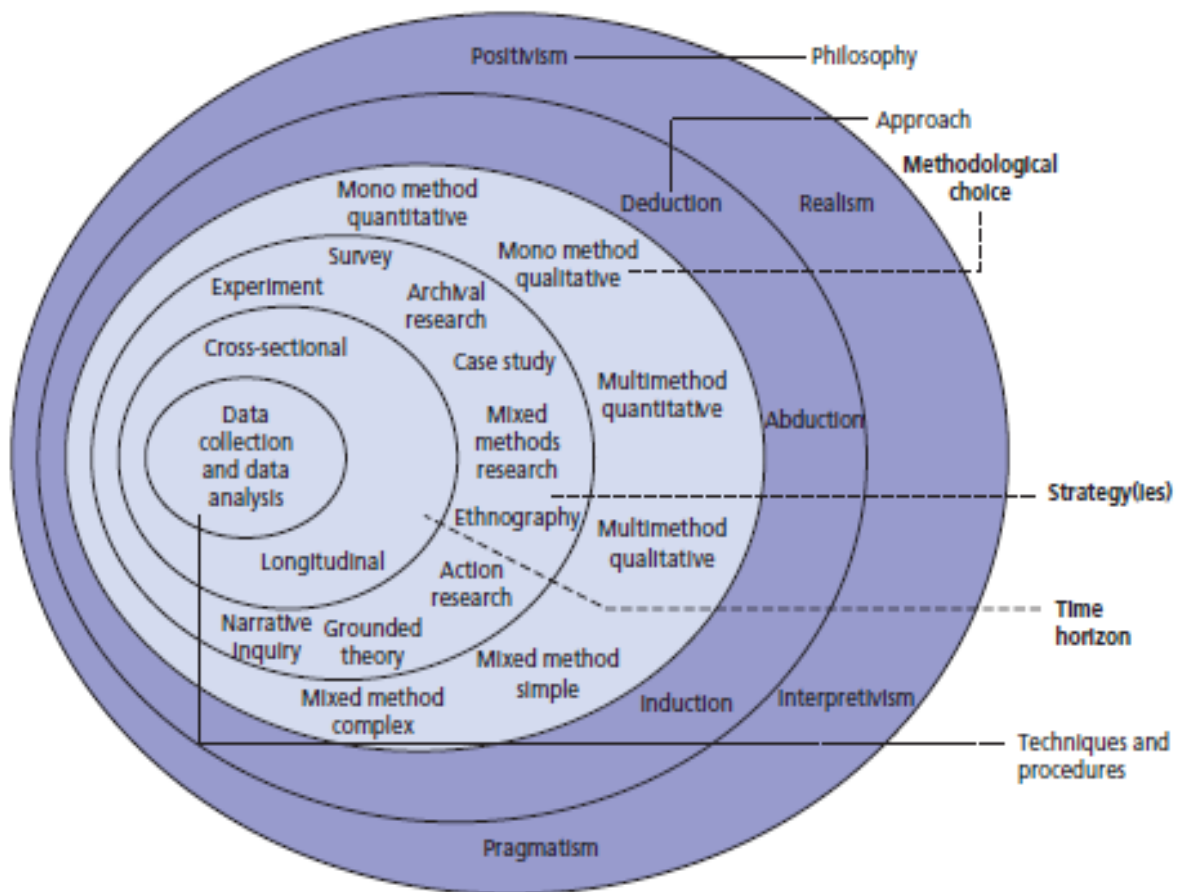 Positivism
Philosophy
Approach
Methodological
choice
Mono method
quantitative
Deduction
Realism
Survey
Mono method
qualitative
Experiment
Archival
research
Cross-sectional
Case study
Multimethod
quantitative
Data
collection
and data
analysis
Mixed
methods
research
Abduction
Strategy(ies)
Ethnography
Multimethod
qualitative
Longitudinal
Action
research
Time
horizon
Narrative
inquiry
Grounded
theory
Mixed method
simple
Mixed method
complex
Induction
Interpretivism
Techniques and
procedures
Pragmatism